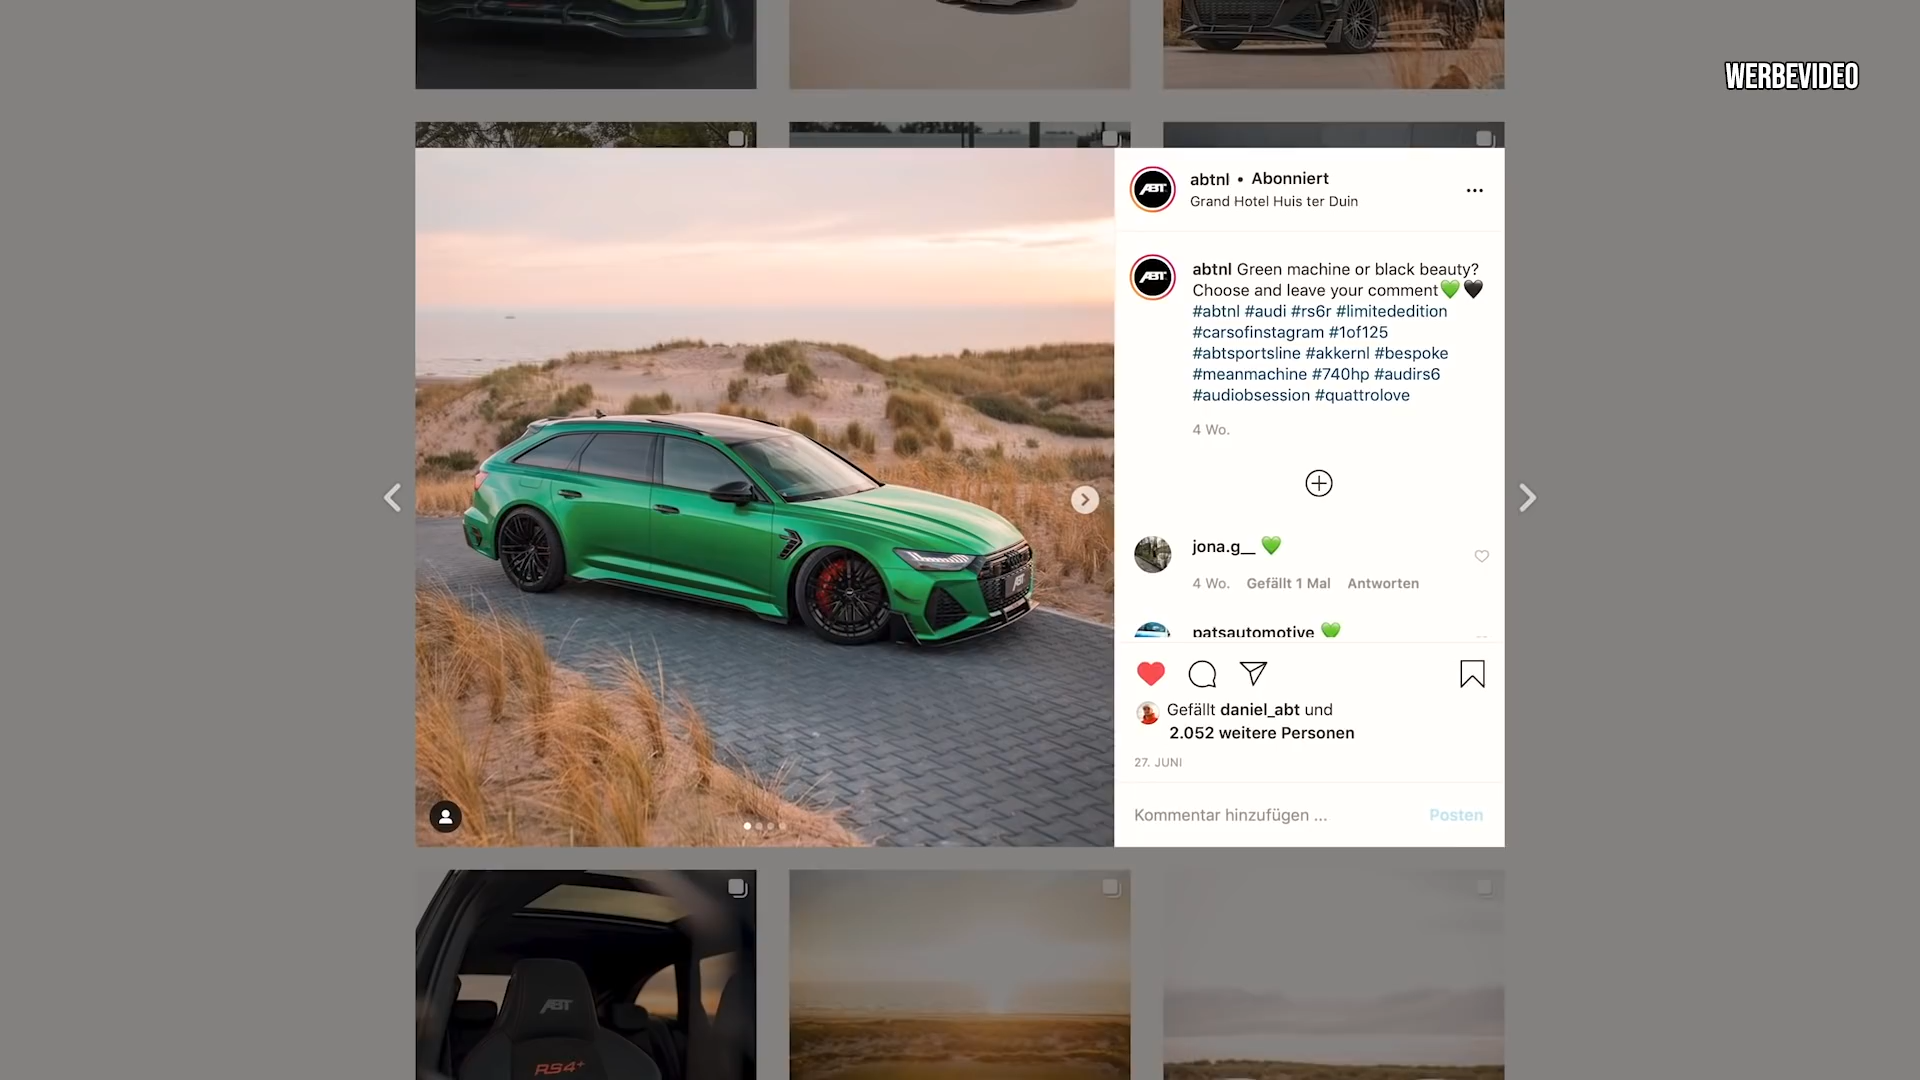 WERBEVIDEO
abtnl • Abonniert
Grand Hotel Huis ter Duin
abtnl Green machine or black beauty?
Choose and leave your comment💚🖤
#abtnl #audi #rs6r #limitededition
#carsofinstagram #1of125
#abtsportsline #akkernl #bespoke
#meanmachine #740hp #audirs6
#audiobsession #quattrolove
4 Wo.
jona.g__ 💚
4 Wo. Gefällt 1 Mal Antworten
patsautomotive 💚
Gefällt daniel_abt und
2.052 weitere Personen
27. JUNI
Kommentar hinzufügen ... Posten
ABT
ABT
ABT
ABT
RS4+